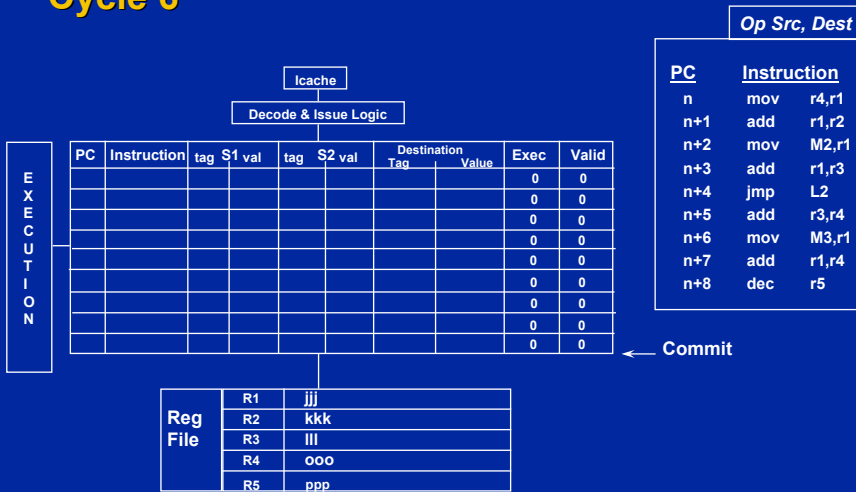 Cycle 6
Op Src, Dest
PC Instruction
n mov r4,r1
n+1 add r1,r2
n+2 mov M2,r1
n+3 add r1,r3
n+4 jmp L2
n+5 add r3,r4
n+6 mov M3,r1
n+7 add r1,r4
n+8 dec r5
Icache
Decode & Issue Logic
EXECUTION
PC Instruction tag S1 val tag S2 val Destination Tag Value Exec Valid
0 0
0 0
0 0
0 0
0 0
0 0
0 0
0 0
0 0
Commit
Reg File
R1 jjj
R2 kkk
R3 lll
R4 ooo
R5 ppp